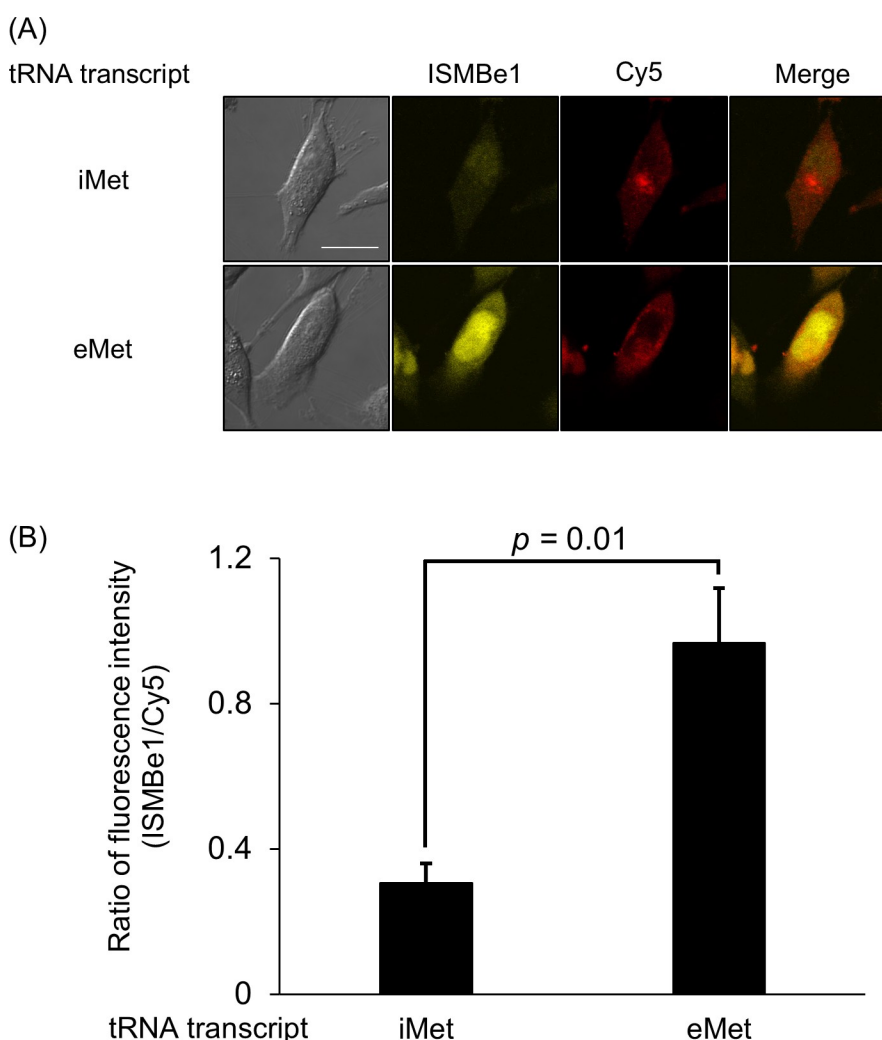 (A)
tRNA transcript ISMBe1 Cy5 Merge
iMet
eMet
(B)
p = 0.01
Ratio of fluorescence intensity
(ISMBe1/Cy5)
1.2
0.8
0.4
0
tRNA transcript iMet eMet